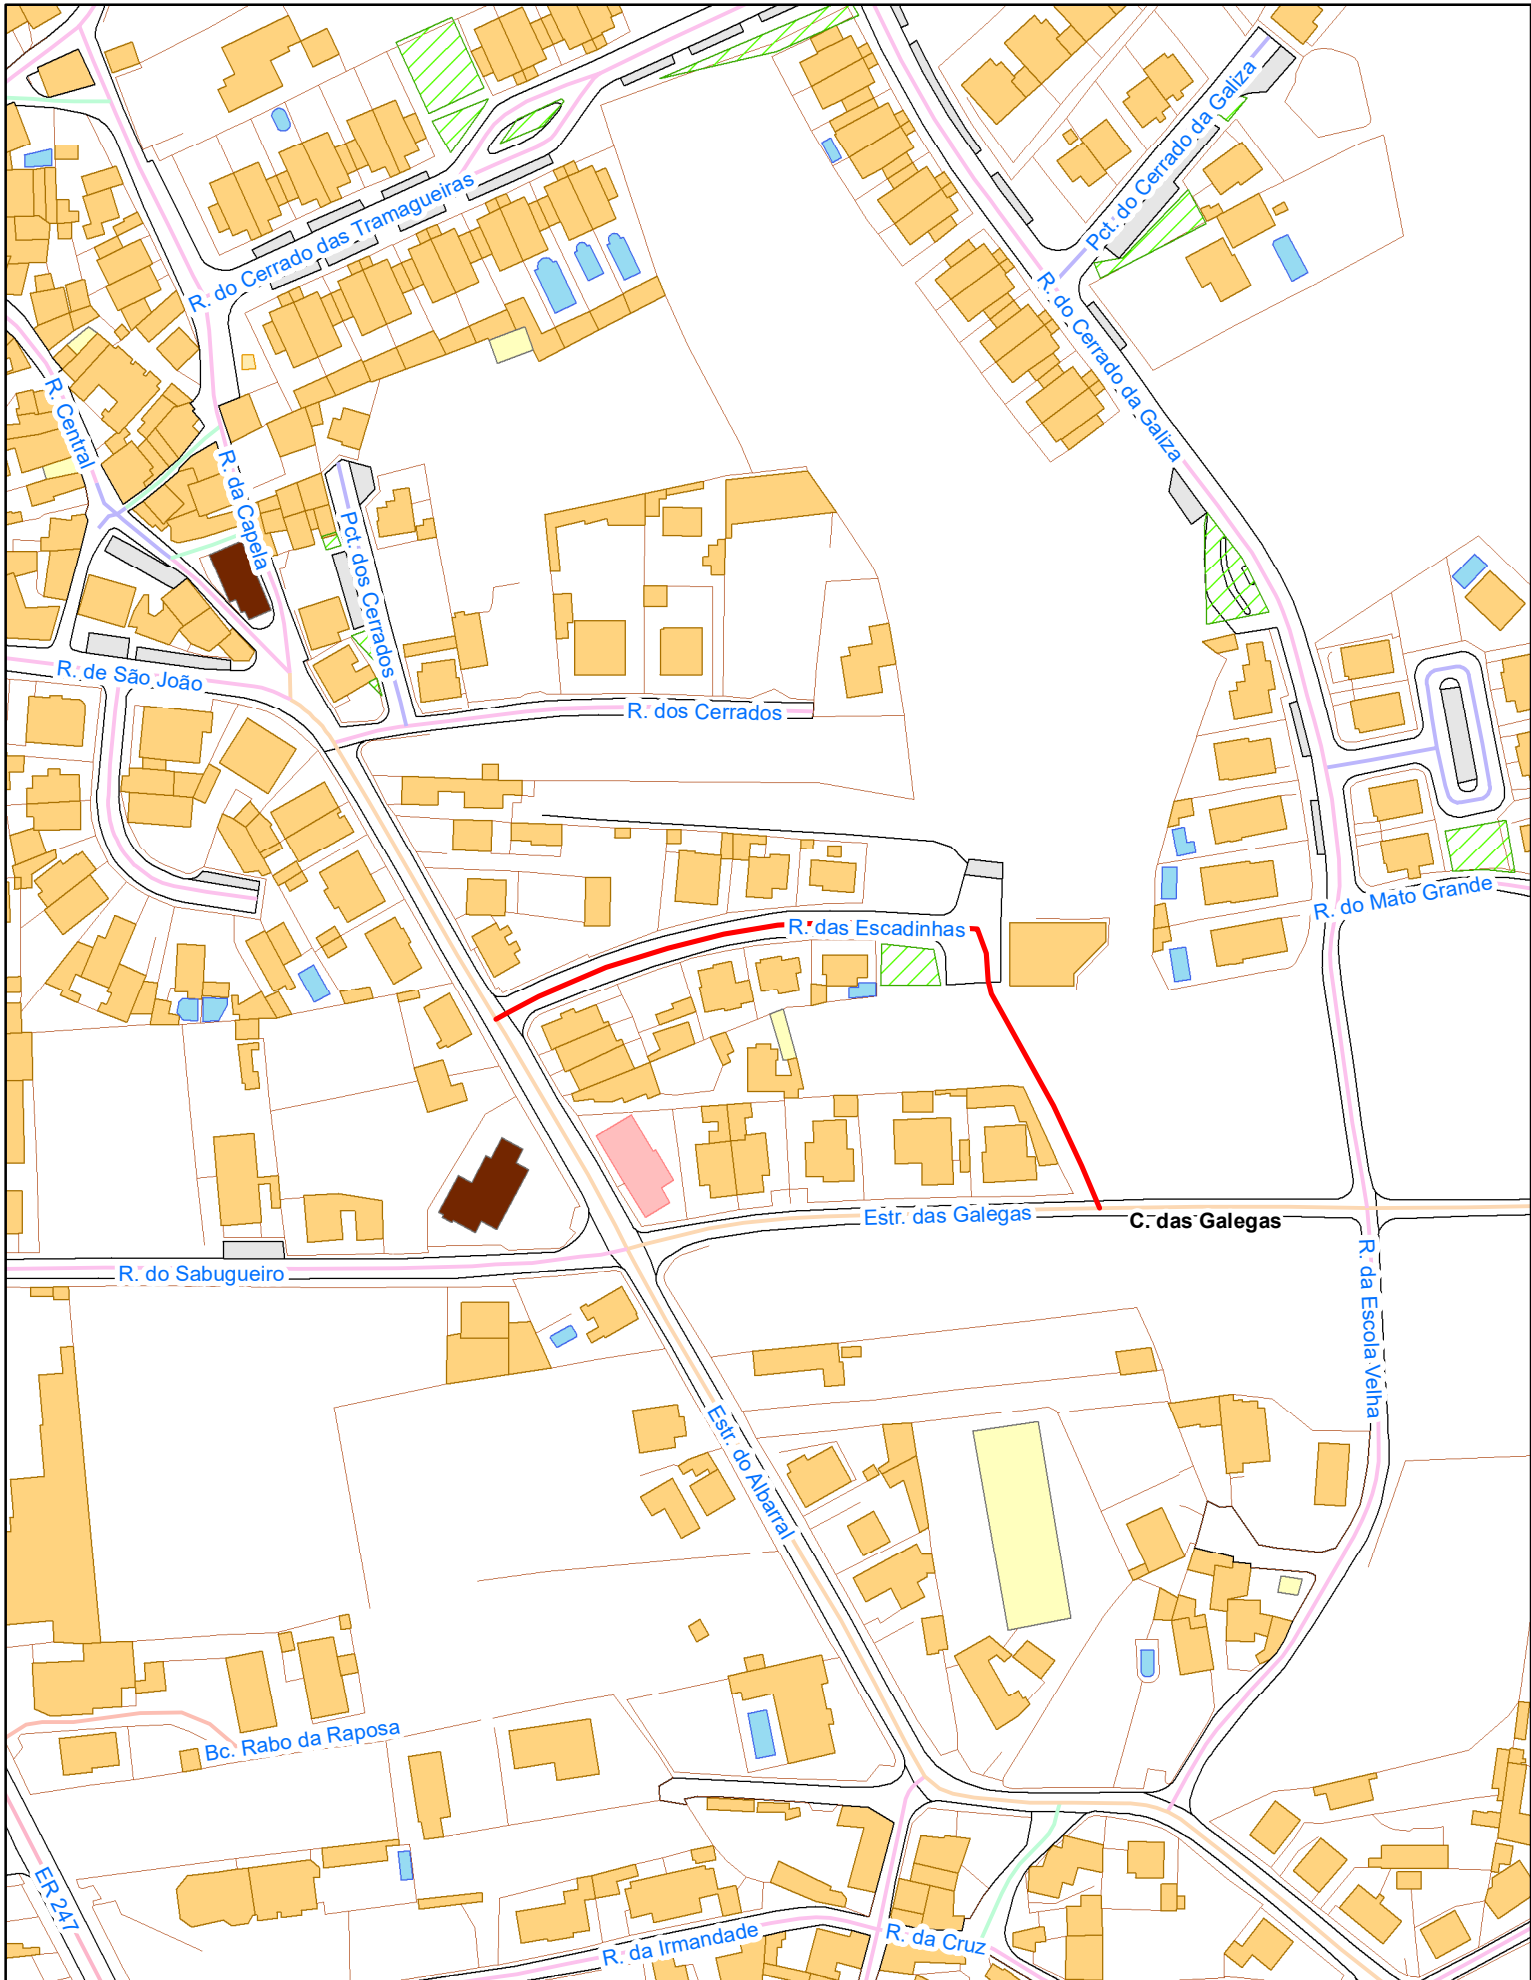 Pct. do Cerrado da Galiza
R. do Cerrado das Tramagueiras
R. do Cerrado da Galiza
R. Central
R. da Capela
Pct. dos Cerrados
R. de São João
R. dos Cerrados
R. do Mato Grande
R. das Escadinhas
Estr. das Galegas
C. das Galegas
R. do Sabugueiro
R. da Escola Velha
Estr. do Albarral
Bc. Rabo da Raposa
ER 247
R. da Irmandade
R. da Cruz